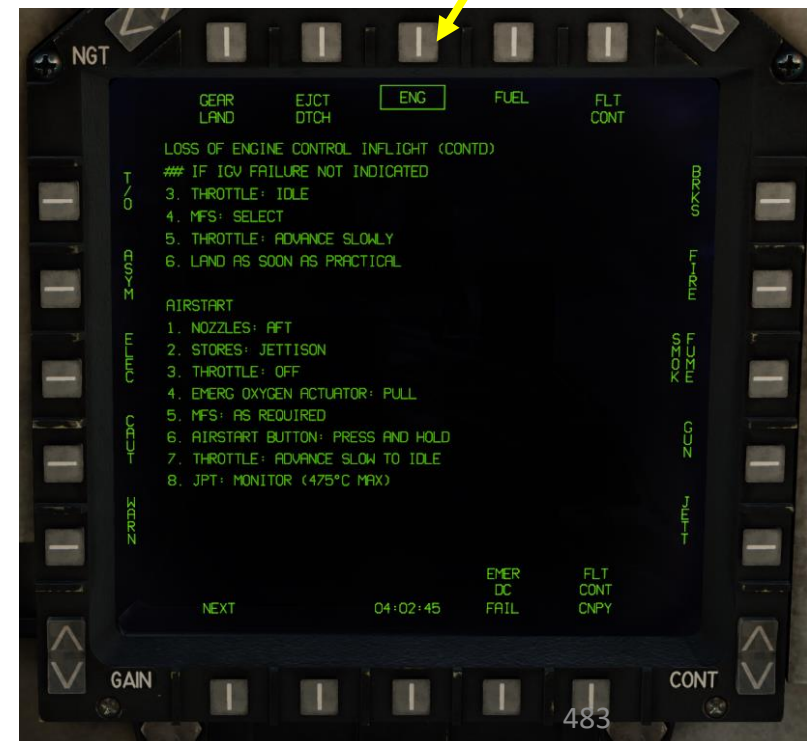 NGT
GEAR LAND
EJCT DTCH
ENG
FUEL
FLT CONT
LOSS OF ENGINE CONTROL INFLIGHT (CONTD)
## IF IGV FAILURE NOT INDICATED
3. THROTTLE: IDLE
4. MFS: SELECT
5. THROTTLE: ADVANCE SLOWLY
6. LAND AS SOON AS PRACTICAL
AIRSTART
1. NOZZLES: AFT
2. STORES: JETTISON
3. THROTTLE: OFF
4. EMERG OXYGEN ACTUATOR: PULL
5. MFS: AS REQUIRED
6. AIRSTART BUTTON: PRESS AND HOLD
7. THROTTLE: ADVANCE SLOW TO IDLE
8. JPT: MONITOR (475°C MAX)
T/O
ASYM
ELEC
CAUT
WARN
BRKS
FIRE
SMOK FUME
GUN
JETT
NEXT
04:02:45
EMER DC FAIL
FLT CONT CNPY
GAIN
CONT
483